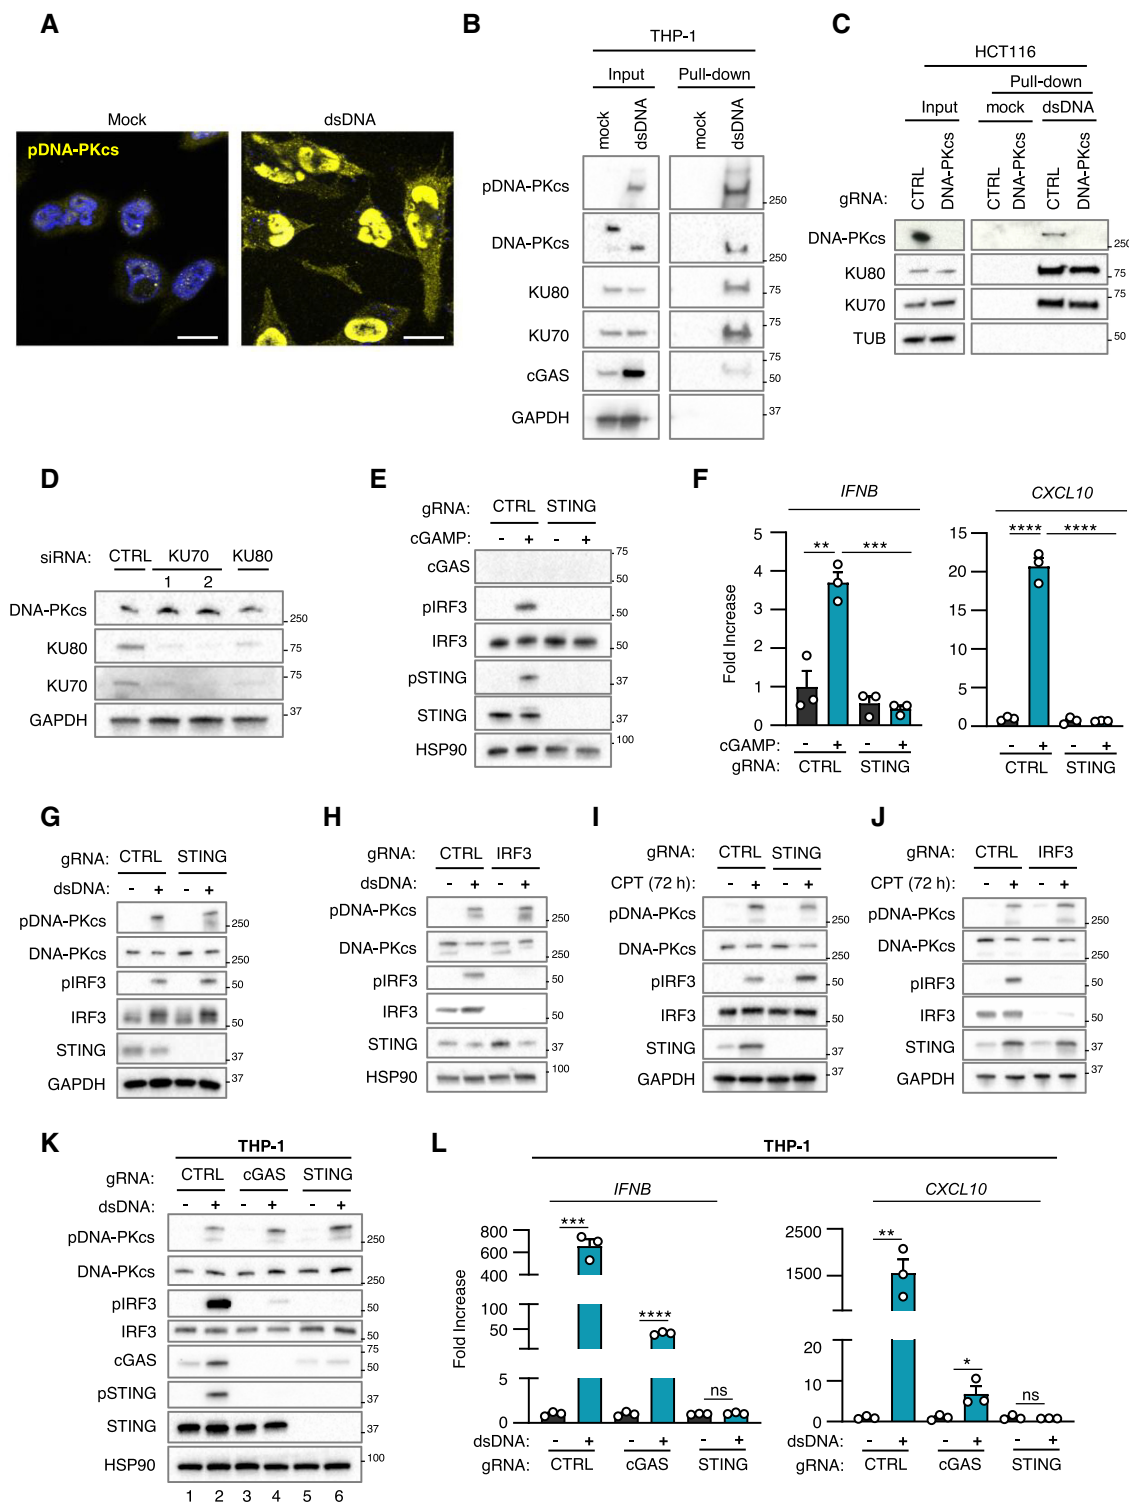 A
Mock
dsDNA
pDNA-PKcs
B
THP-1
Input
Pull-down
mock
dsDNA
mock
dsDNA
pDNA-PKcs
250
DNA-PKcs
250
KU80
75
KU70
75
cGAS
75
50
GAPDH
37
C
HCT116
Pull-down
Input
mock
dsDNA
gRNA:
CTRL
DNA-PKcs
CTRL
DNA-PKcs
CTRL
DNA-PKcs
DNA-PKcs
250
KU80
75
KU70
75
TUB
50
D
siRNA:
CTRL
KU70
KU80
1
2
DNA-PKcs
250
KU80
75
KU70
75
GAPDH
37
E
gRNA:
CTRL
STING
cGAMP:
- + - +
cGAS
75
50
pIRF3
50
IRF3
50
pSTING
37
STING
37
HSP90
100
F
IFNB
Fold Increase
5
4
3
2
1
0
** ***
cGAMP:
- + - +
gRNA:
CTRL
STING
CXCL10
20
15
10
5
0
15
**** ****
- + - +
CTRL
STING
G
gRNA:
CTRL
STING
dsDNA:
- + - +
pDNA-PKcs
250
DNA-PKcs
250
pIRF3
50
IRF3
50
STING
37
GAPDH
37
H
gRNA:
CTRL
IRF3
dsDNA:
- + - +
pDNA-PKcs
250
DNA-PKcs
250
pIRF3
50
IRF3
50
STING
37
HSP90
100
I
gRNA:
CTRL
STING
CPT (72 h):
- + - +
pDNA-PKcs
250
DNA-PKcs
250
pIRF3
50
IRF3
50
STING
37
GAPDH
37
J
gRNA:
CTRL
IRF3
CPT (72 h):
- + - +
pDNA-PKcs
250
DNA-PKcs
250
pIRF3
50
IRF3
50
STING
37
GAPDH
37
K
THP-1
gRNA:
CTRL
cGAS
STING
dsDNA:
- + - + - +
pDNA-PKcs
250
DNA-PKcs
250
pIRF3
50
IRF3
50
cGAS
75
50
pSTING
37
STING
37
HSP90
100
1 2 3 4 5 6
L
THP-1
IFNB
Fold Increase
800
600
400
100
50
5
0
*** **** ns
- + - + - +
gRNA:
CTRL
cGAS
STING
CXCL10
2500
1500
20
10
0
** * ns
dsDNA:
- + - + - +
gRNA:
CTRL
cGAS
STING